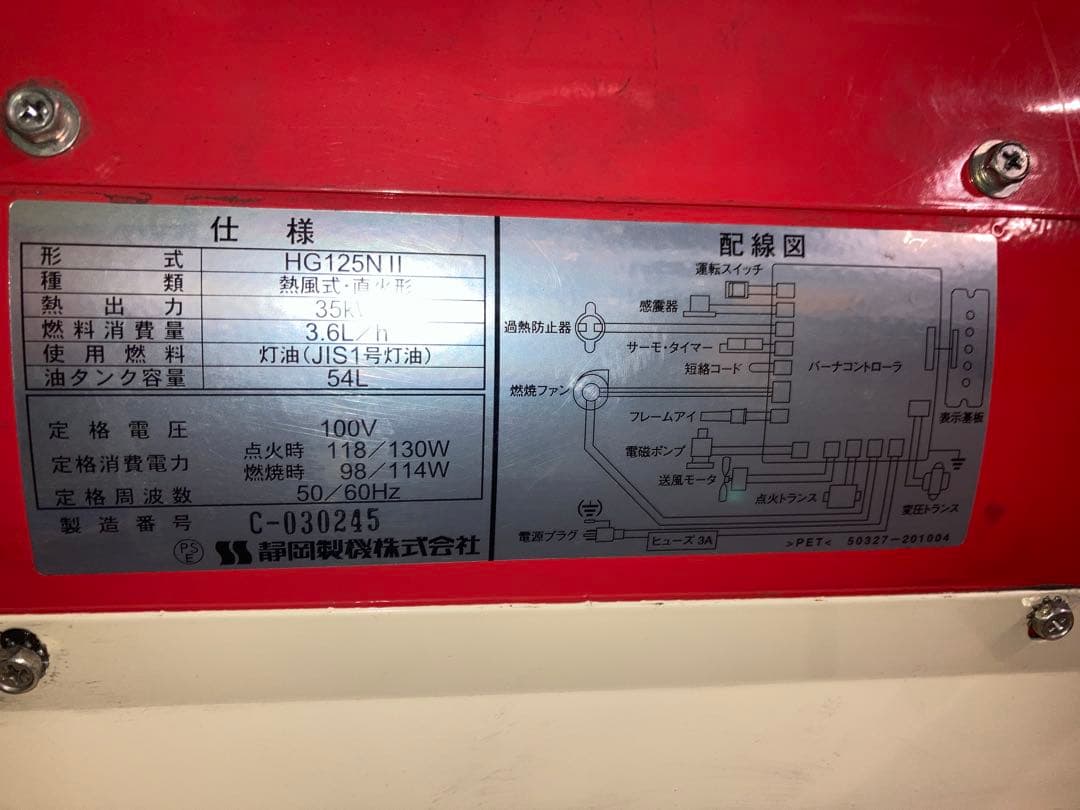 仕様
形式 HG125NⅡ
種類 熱風式・直火形
熱出力 35k
燃料消費量 3.6L/h
使用燃料 灯油(JIS1号灯油)
油タンク容量 54L
定格電圧 100V
定格消費電力 点火時 118/130W
燃焼時 98/114W
定格周波数 50/60Hz
製造番号 C-030245
PS
E
静岡製機株式会社
配線図
運転スイッチ
感震器
過熱防止器
サーモ・タイマー
短絡コード
バーナコントローラ
燃焼ファン
フレームアイ
表示基板
電磁ポンプ
送風モータ
点火トランス
変圧トランス
電源プラグ
ヒューズ 3A
>PET< 50327-201004